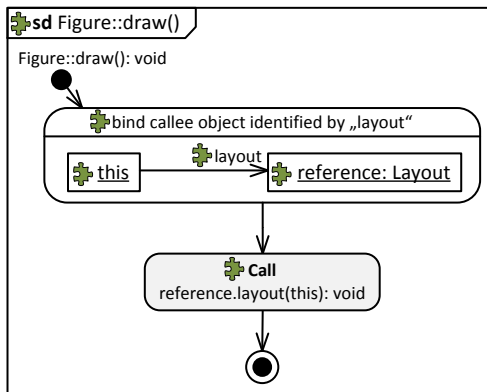 sd Figure::draw()
Figure::draw(): void
bind callee object identified by „layout“
layout
this
reference: Layout
Call
reference.layout(this): void